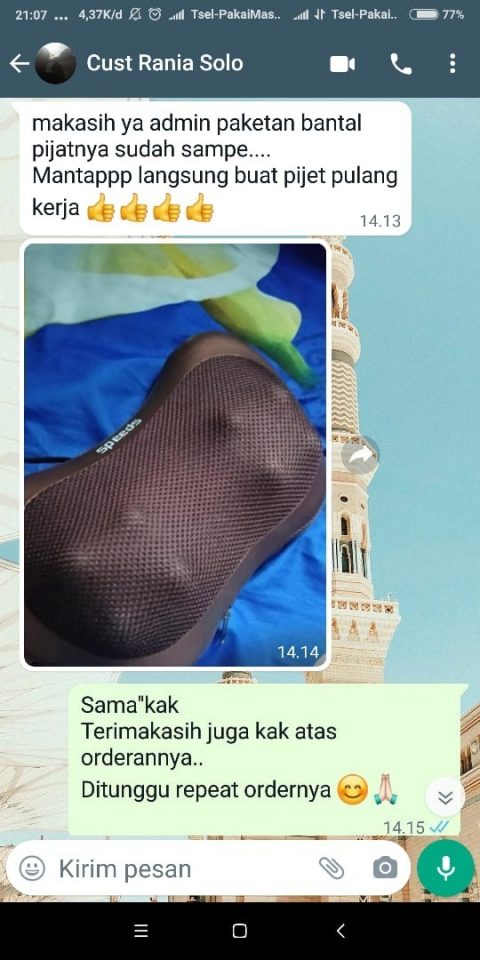 21:07 ... 4,37K/d Tsel-PakaiMas.. Tsel-Pakai.. 77%
Cust Rania Solo
makasih ya admin paketan bantal
pijatnya sudah sampe....
Mantappp langsung buat pijet pulang
kerja 👍👍👍👍
14.13
speeds
14.14
Sama"kak
Terimakasih juga kak atas
orderannya..
Ditunggu repeat ordernya 😊🙏🏻
14.15
Kirim pesan